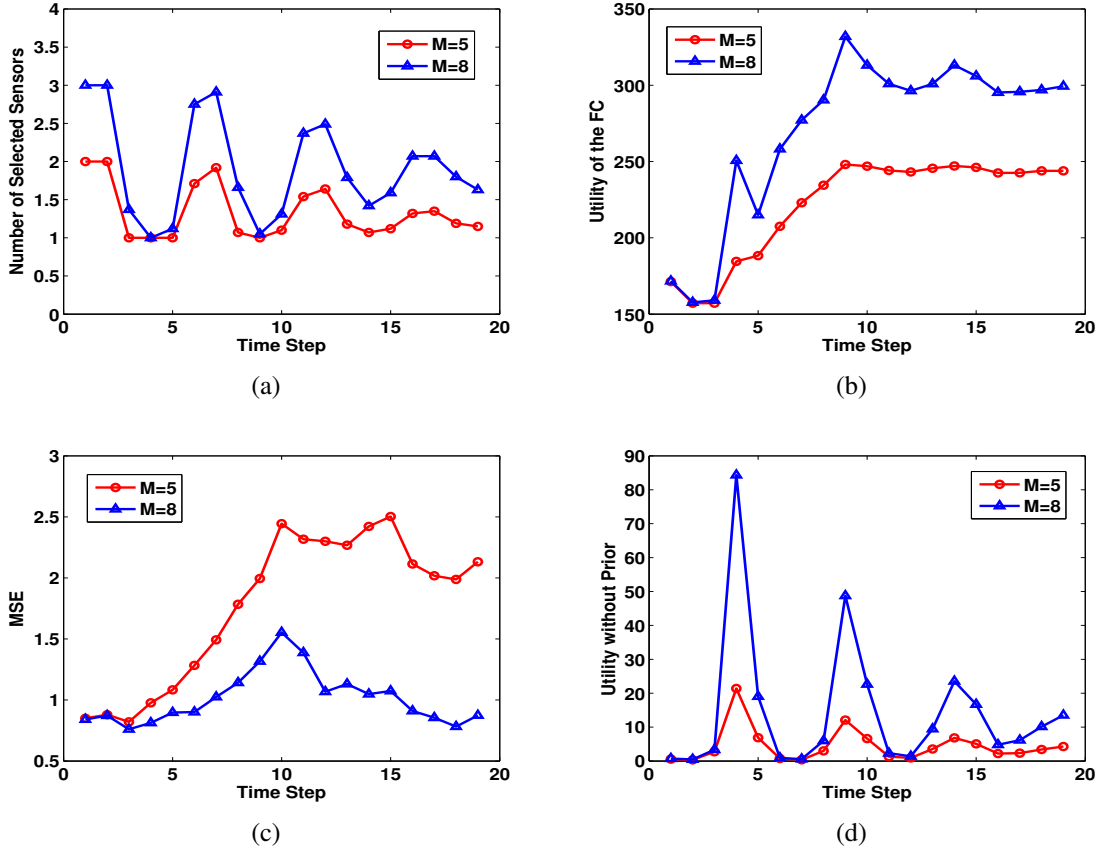 4
3.5
3
2.5
2
1.5
1
0.5
0
0 5 10 15 20
Number of Selected Sensors
Time Step
M=5
M=8
(a)
350
300
250
200
150
0 5 10 15 20
Utility of the FC
Time Step
M=5
M=8
(b)
3
2.5
2
1.5
1
0.5
0 5 10 15 20
MSE
Time Step
M=5
M=8
(c)
90
80
70
60
50
40
30
20
10
0
0 5 10 15 20
Utility without Prior
Time Step
M=5
M=8
(d)